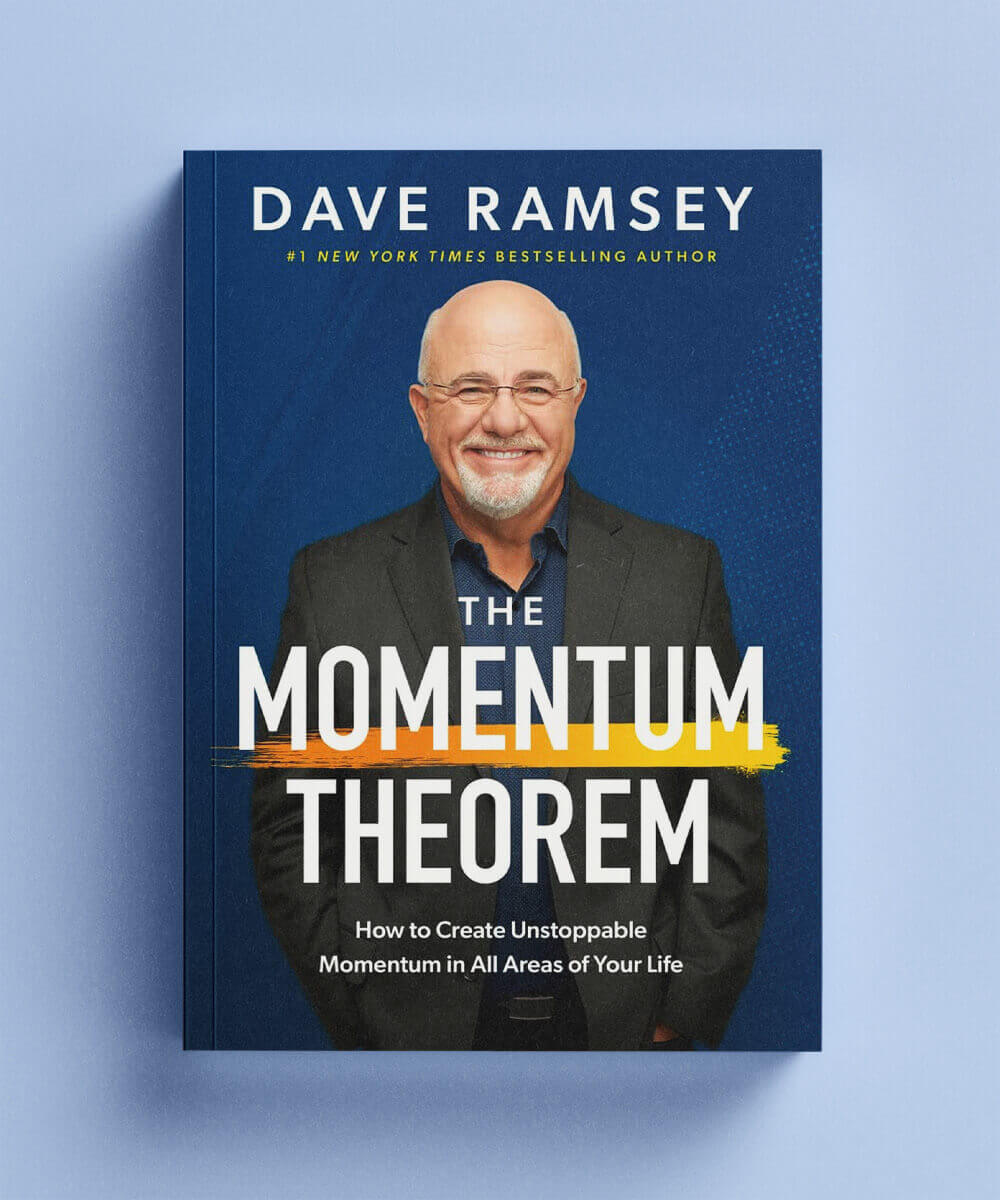 DAVE RAMSEY
#1 NEW YORK TIMES BESTSELLING AUTHOR
THE
MOMENTUM
THEOREM
How to Create Unstoppable
Momentum in All Areas of Your Life